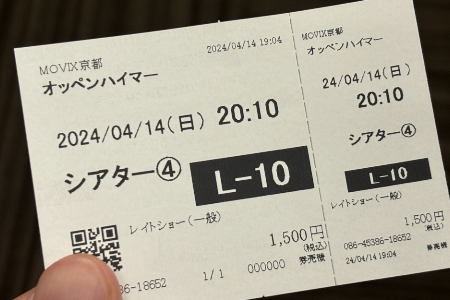 MOVIX京都
2024/04/14 19:04
オッペンハイマー
2024/04/14(日) 20:10
シアター④
L-10
レイトショー(一般)
1,500円
(税込)
86-18652
1/1
000000
券売機
MOVIX京都
オッペンハイマー
24/04/14(日)
20:10
シアター④
L-10
レイトショー(一般)
1,500円
(税込)
086-45386-18652
24/04/14 19:04
券売機